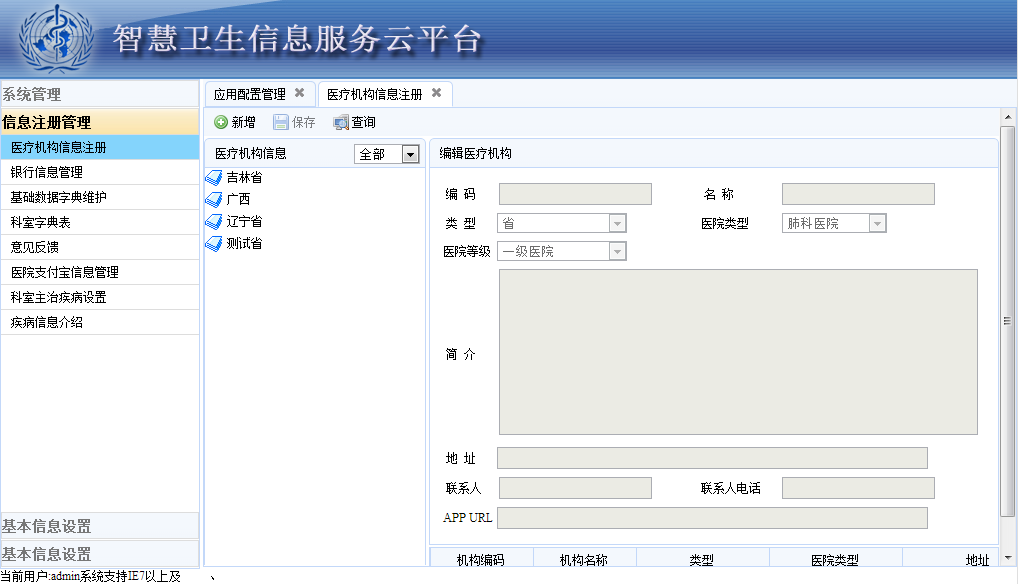 智慧卫生信息服务云平台
系统管理
信息注册管理
医疗机构信息注册
银行信息管理
基础数据字典维护
科室字典表
意见反馈
医院支付宝信息管理
科室主治疾病设置
疾病信息介绍
基本信息设置
基本信息设置
应用配置管理 医疗机构信息注册
新增 保存 查询
医疗机构信息 全部
吉林省
广西
辽宁省
测试省
编辑医疗机构
编 码 名 称
类 型 省 医院类型 肺科医院
医院等级 一级医院
简 介
地 址
联系人 联系人电话
APP URL
机构编码 机构名称 类型 医院类型 地址
当前用户:admin系统支持IE7以上及 、